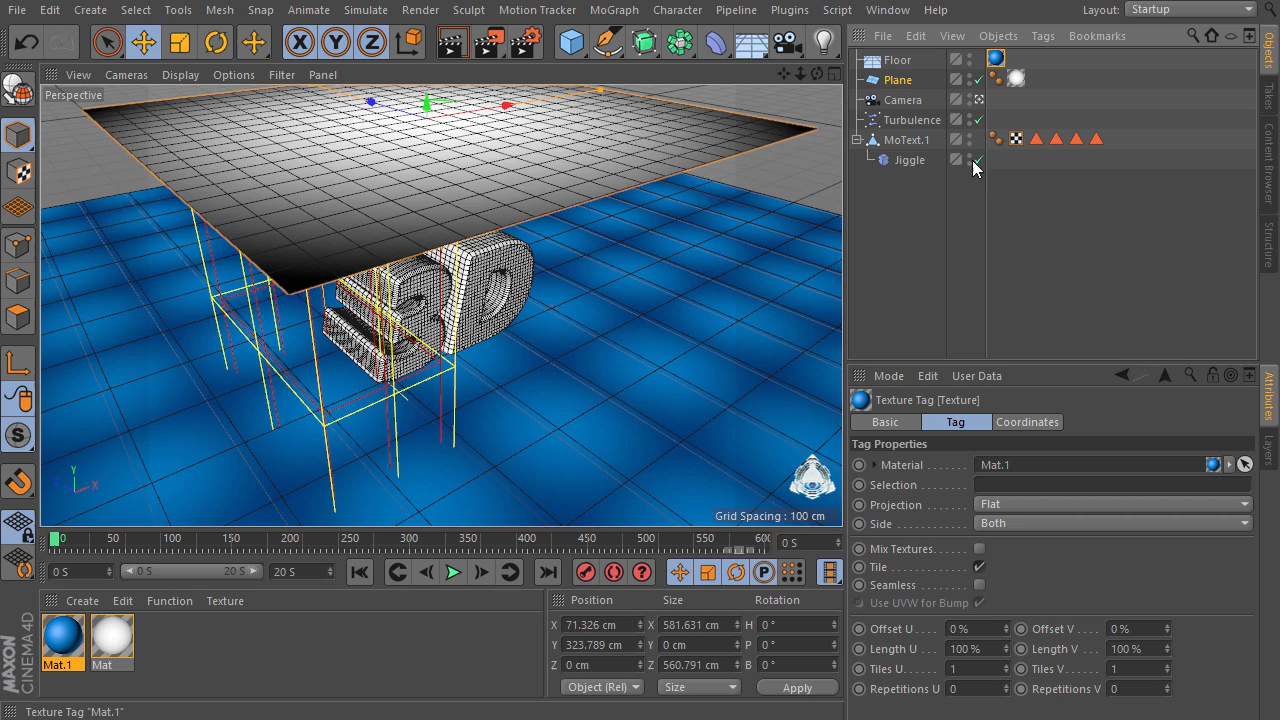 File Edit Create Select Tools Mesh Snap Animate Simulate Render Sculpt Motion Tracker MoGraph Character Pipeline Plugins Script Window Help Layout: Startup
X Y Z
File Edit View Objects Tags Bookmarks
View Cameras Display Options Filter Panel
Perspective
Floor
Plane
Camera
Turbulence
MoText.1
Jiggle
Objects
Takes
Content Browser
Structure
Y
X
Grid Spacing : 100 cm
Mode Edit User Data
Texture Tag [Texture]
Basic Tag Coordinates
Tag Properties
Material Mat.1
Selection
Projection Flat
Side Both
Mix Textures
Tile
Seamless
Use UVW for Bump
Offset U 0 % Offset V 0 %
Length U 100 % Length V 100 %
Tiles U 1 Tiles V 1
Repetitions U 0 Repetitions V 0
Attributes
Layers
0 50 100 150 200 250 300 350 400 450 500 550 600 0 S
0 S 0 S 20 S 20 S
Create Edit Function Texture
Mat.1 Mat
Position Size Rotation
X 71.326 cm X 581.631 cm H 0 °
Y 323.789 cm Y 0 cm P 0 °
Z 0 cm Z 560.791 cm B 0 °
Object (Rel) Size Apply
MAXON
CINEMA 4D
Texture Tag "Mat.1"